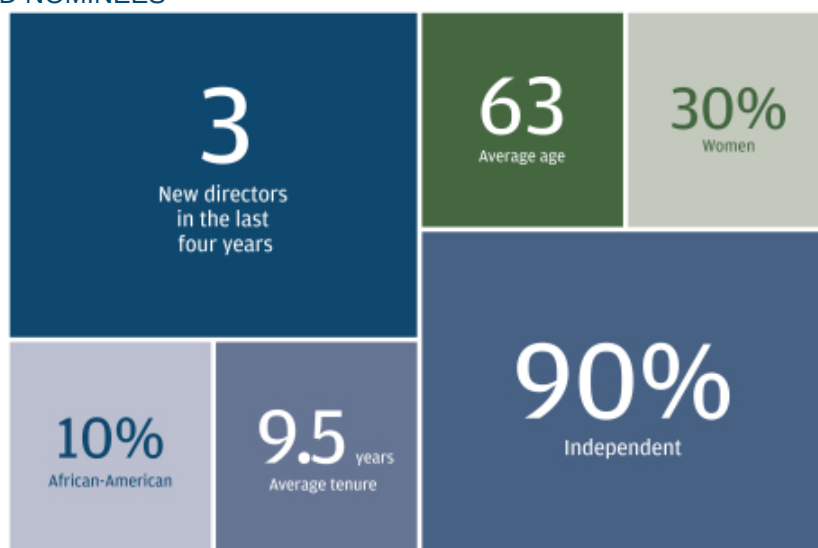 D NOMINEES
3
New directors
in the last
four years
63
Average age
30%
Women
10%
African-American
9.5 years
Average tenure
90%
Independent